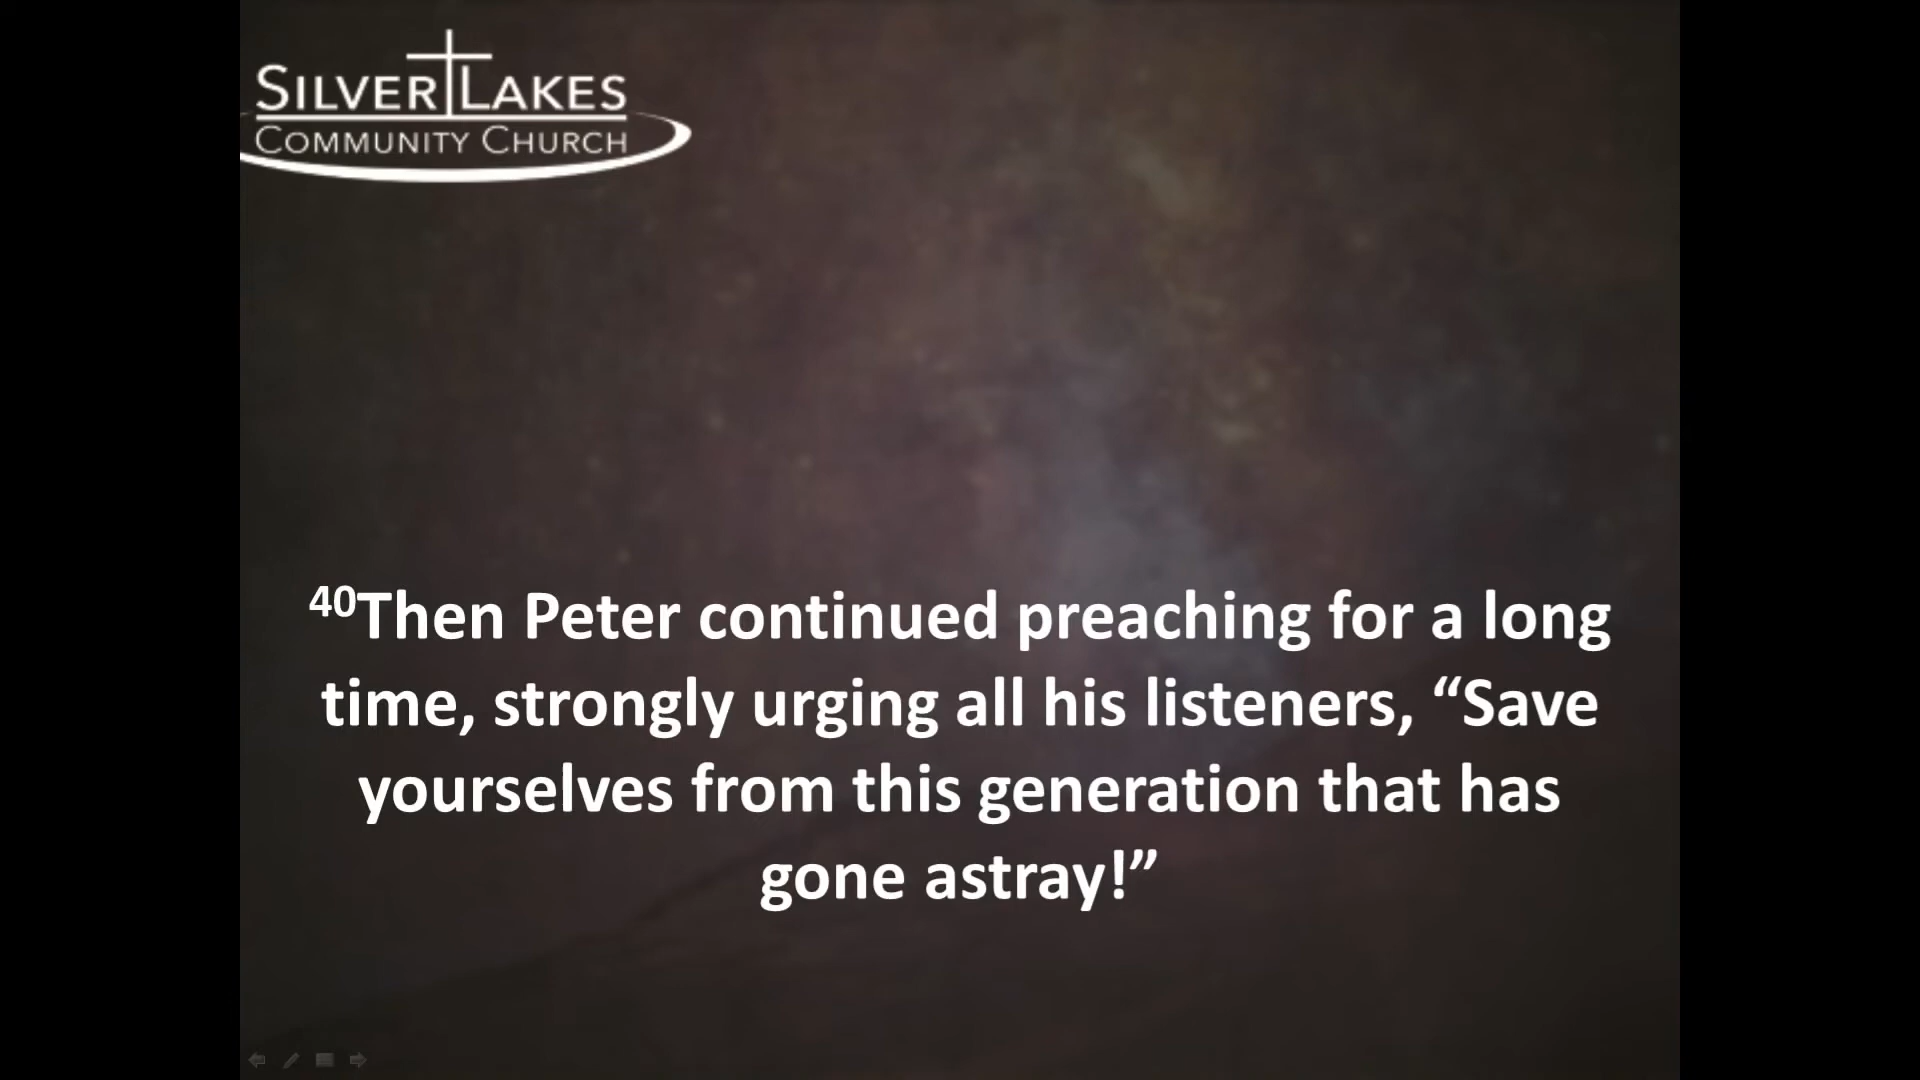 SILVER LAKES
COMMUNITY CHURCH
40Then Peter continued preaching for a long
time, strongly urging all his listeners, “Save
yourselves from this generation that has
gone astray!”